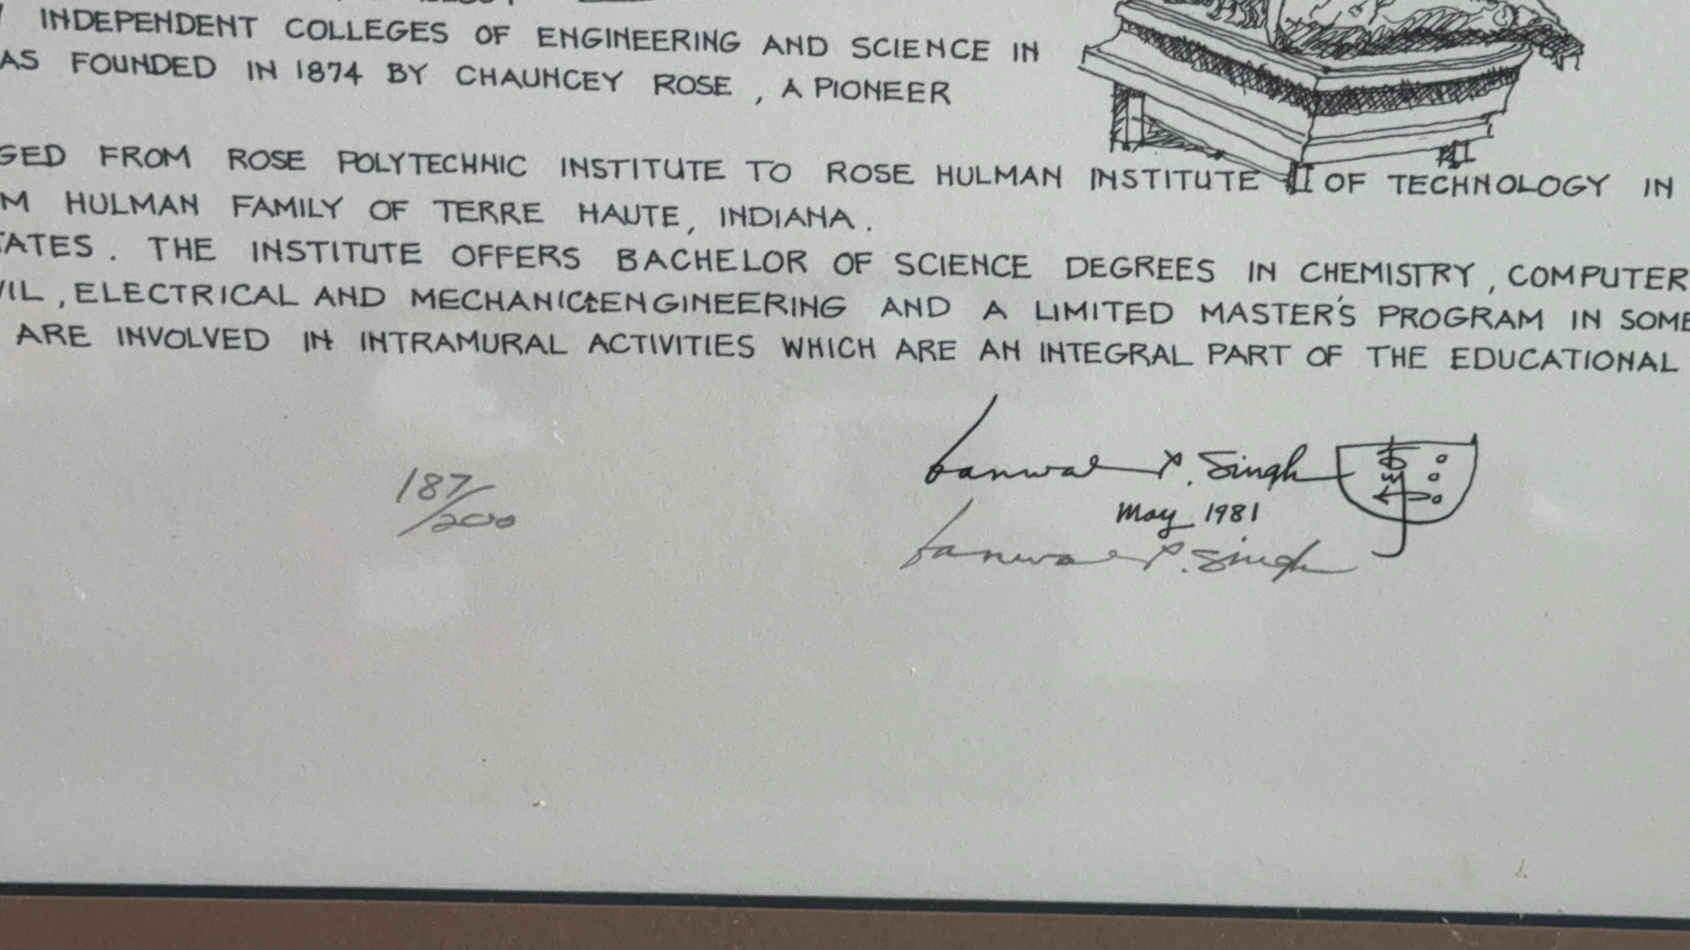 INDEPENDENT COLLEGES OF ENGINEERING AND SCIENCE IN
AS FOUNDED IN 1874 BY CHAUNCEY ROSE, A PIONEER
GED FROM ROSE POLYTECHNIC INSTITUTE TO ROSE HULMAN INSTITUTE OF TECHNOLOGY IN
M HULMAN FAMILY OF TERRE HAUTE, INDIANA.
TATES. THE INSTITUTE OFFERS BACHELOR OF SCIENCE DEGREES IN CHEMISTRY, COMPUTER
VIL, ELECTRICAL AND MECHANICAL ENGINEERING AND A LIMITED MASTER'S PROGRAM IN SOME
ARE INVOLVED IN INTRAMURAL ACTIVITIES WHICH ARE AN INTEGRAL PART OF THE EDUCATIONAL
P. Singh
187/200
May 1981
P. Singh